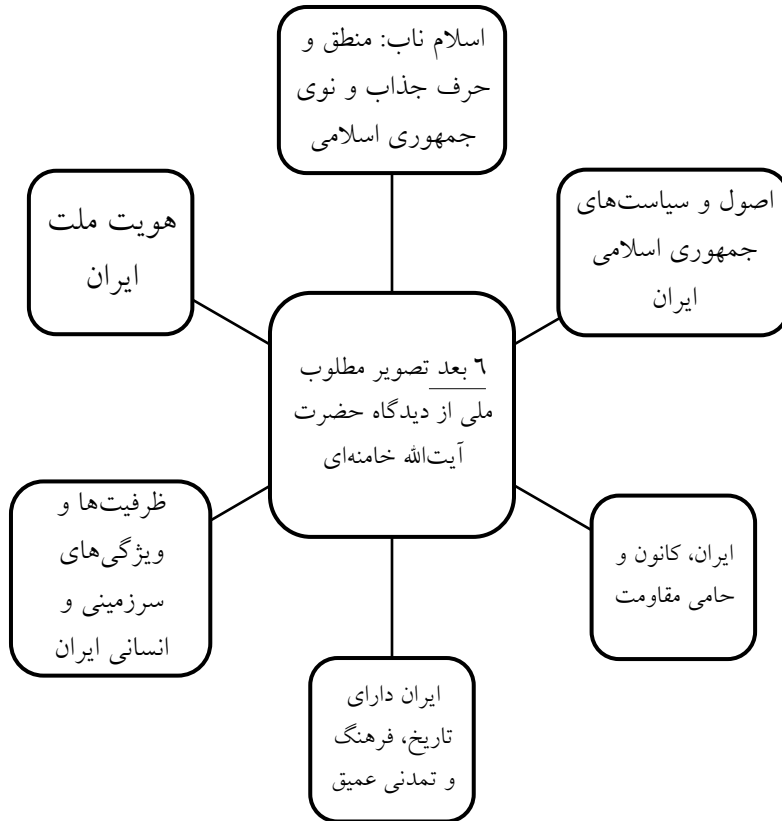 اسلام ناب: منطق و
حرف جذاب و نوی
جمهوری اسلامی
اصول و سیاست‌های
جمهوری اسلامی
ایران
هویت ملت
ایران
۶ بعد تصویر مطلوب
ملی از دیدگاه حضرت
آیت‌الله خامنه‌ای
ظرفیت‌ها و
ویژگی‌های
سرزمینی و
انسانی ایران
ایران، کانون و
حامی مقاومت
ایران دارای
تاریخ، فرهنگ
و تمدنی عمیق